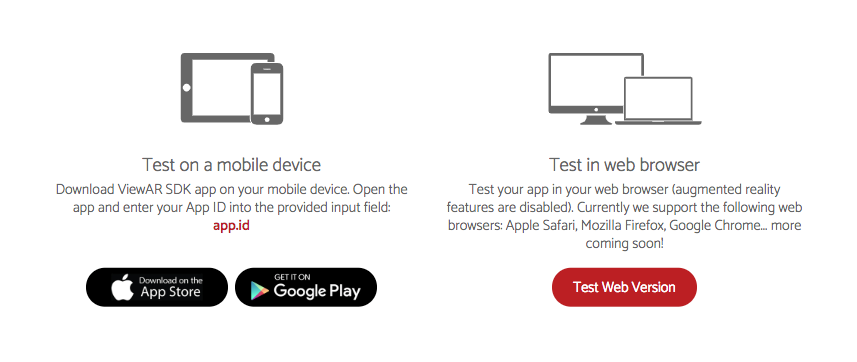 Test on a mobile device
Download ViewAR SDK app on your mobile device. Open the
app and enter your App ID into the provided input field:
app.id
Download on the
App Store
GET IT ON
Google Play
Test in web browser
Test your app in your web browser (augmented reality
features are disabled). Currently we support the following web
browsers: Apple Safari, Mozilla Firefox, Google Chrome... more
coming soon!
Test Web Version